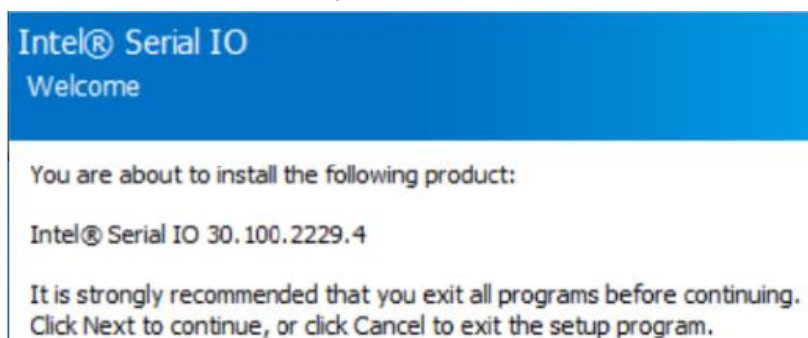 Intel® Serial IO
Welcome
You are about to install the following product:
Intel® Serial IO 30.100.2229.4
It is strongly recommended that you exit all programs before continuing.
Click Next to continue, or click Cancel to exit the setup program.